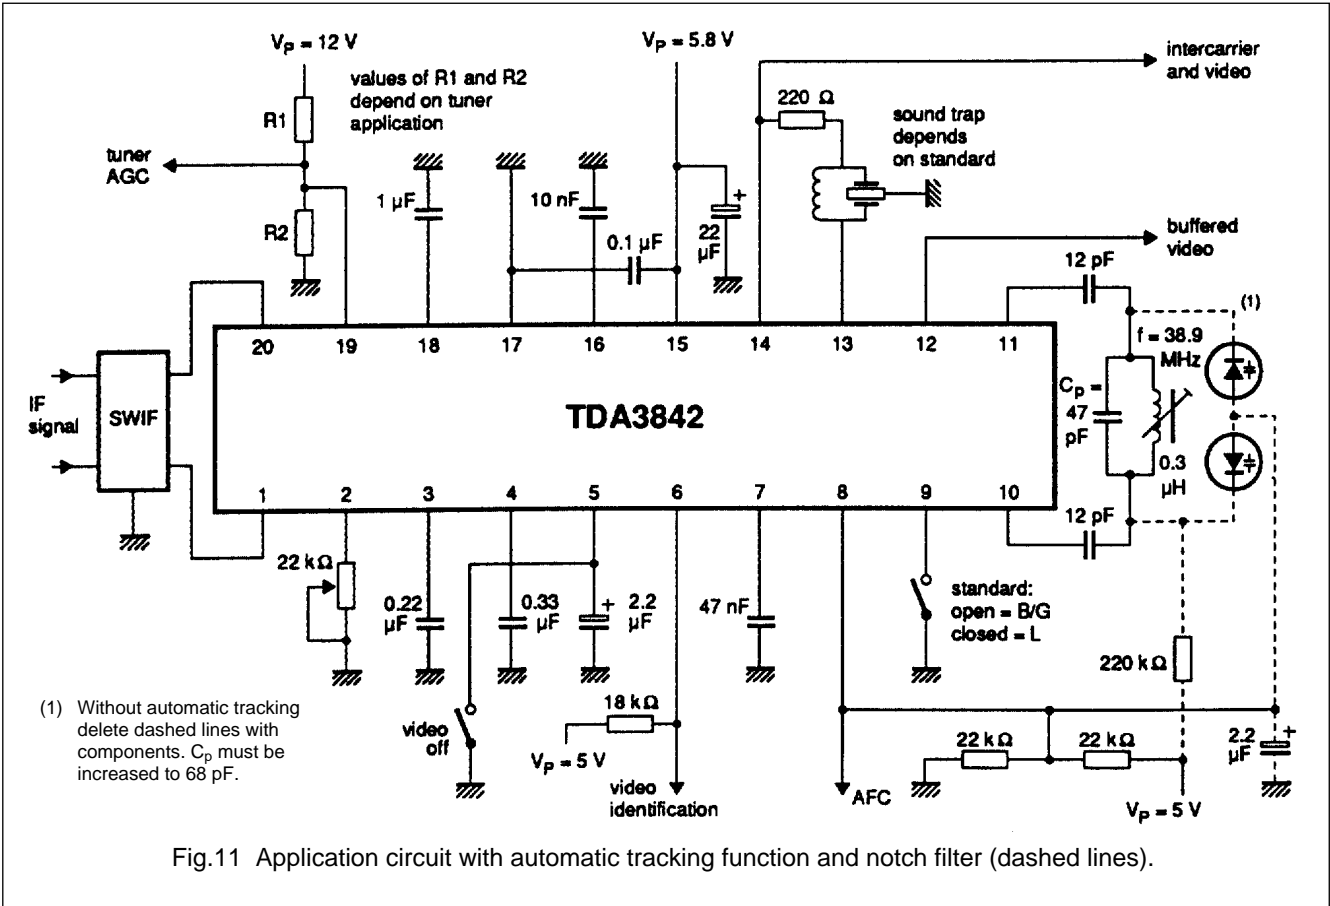 V_P = 12 V
V_P = 5.8 V
values of R1 and R2
depend on tuner
application
intercarrier
and video
220 Ω
sound trap
depends
on standard
R1
tuner
AGC
R2
1 µF
10 nF
0.1 µF
22
µF
+
buffered
video
12 pF
(1)
20
19
18
17
16
15
14
13
12
11
f = 38.9
MHz
C_p =
47
pF
0.3
µH
IF
signal
SWIF
TDA3842
1
2
3
4
5
6
7
8
9
10
12 pF
22 kΩ
0.22
µF
0.33
µF
2.2
µF
+
47 nF
standard:
open = B/G
closed = L
220 kΩ
(1) Without automatic tracking
delete dashed lines with
components. C_p must be
increased to 68 pF.
video
off
18 kΩ
V_P = 5 V
video
identification
AFC
22 kΩ
22 kΩ
2.2
µF
+
V_P = 5 V
Fig.11 Application circuit with automatic tracking function and notch filter (dashed lines).